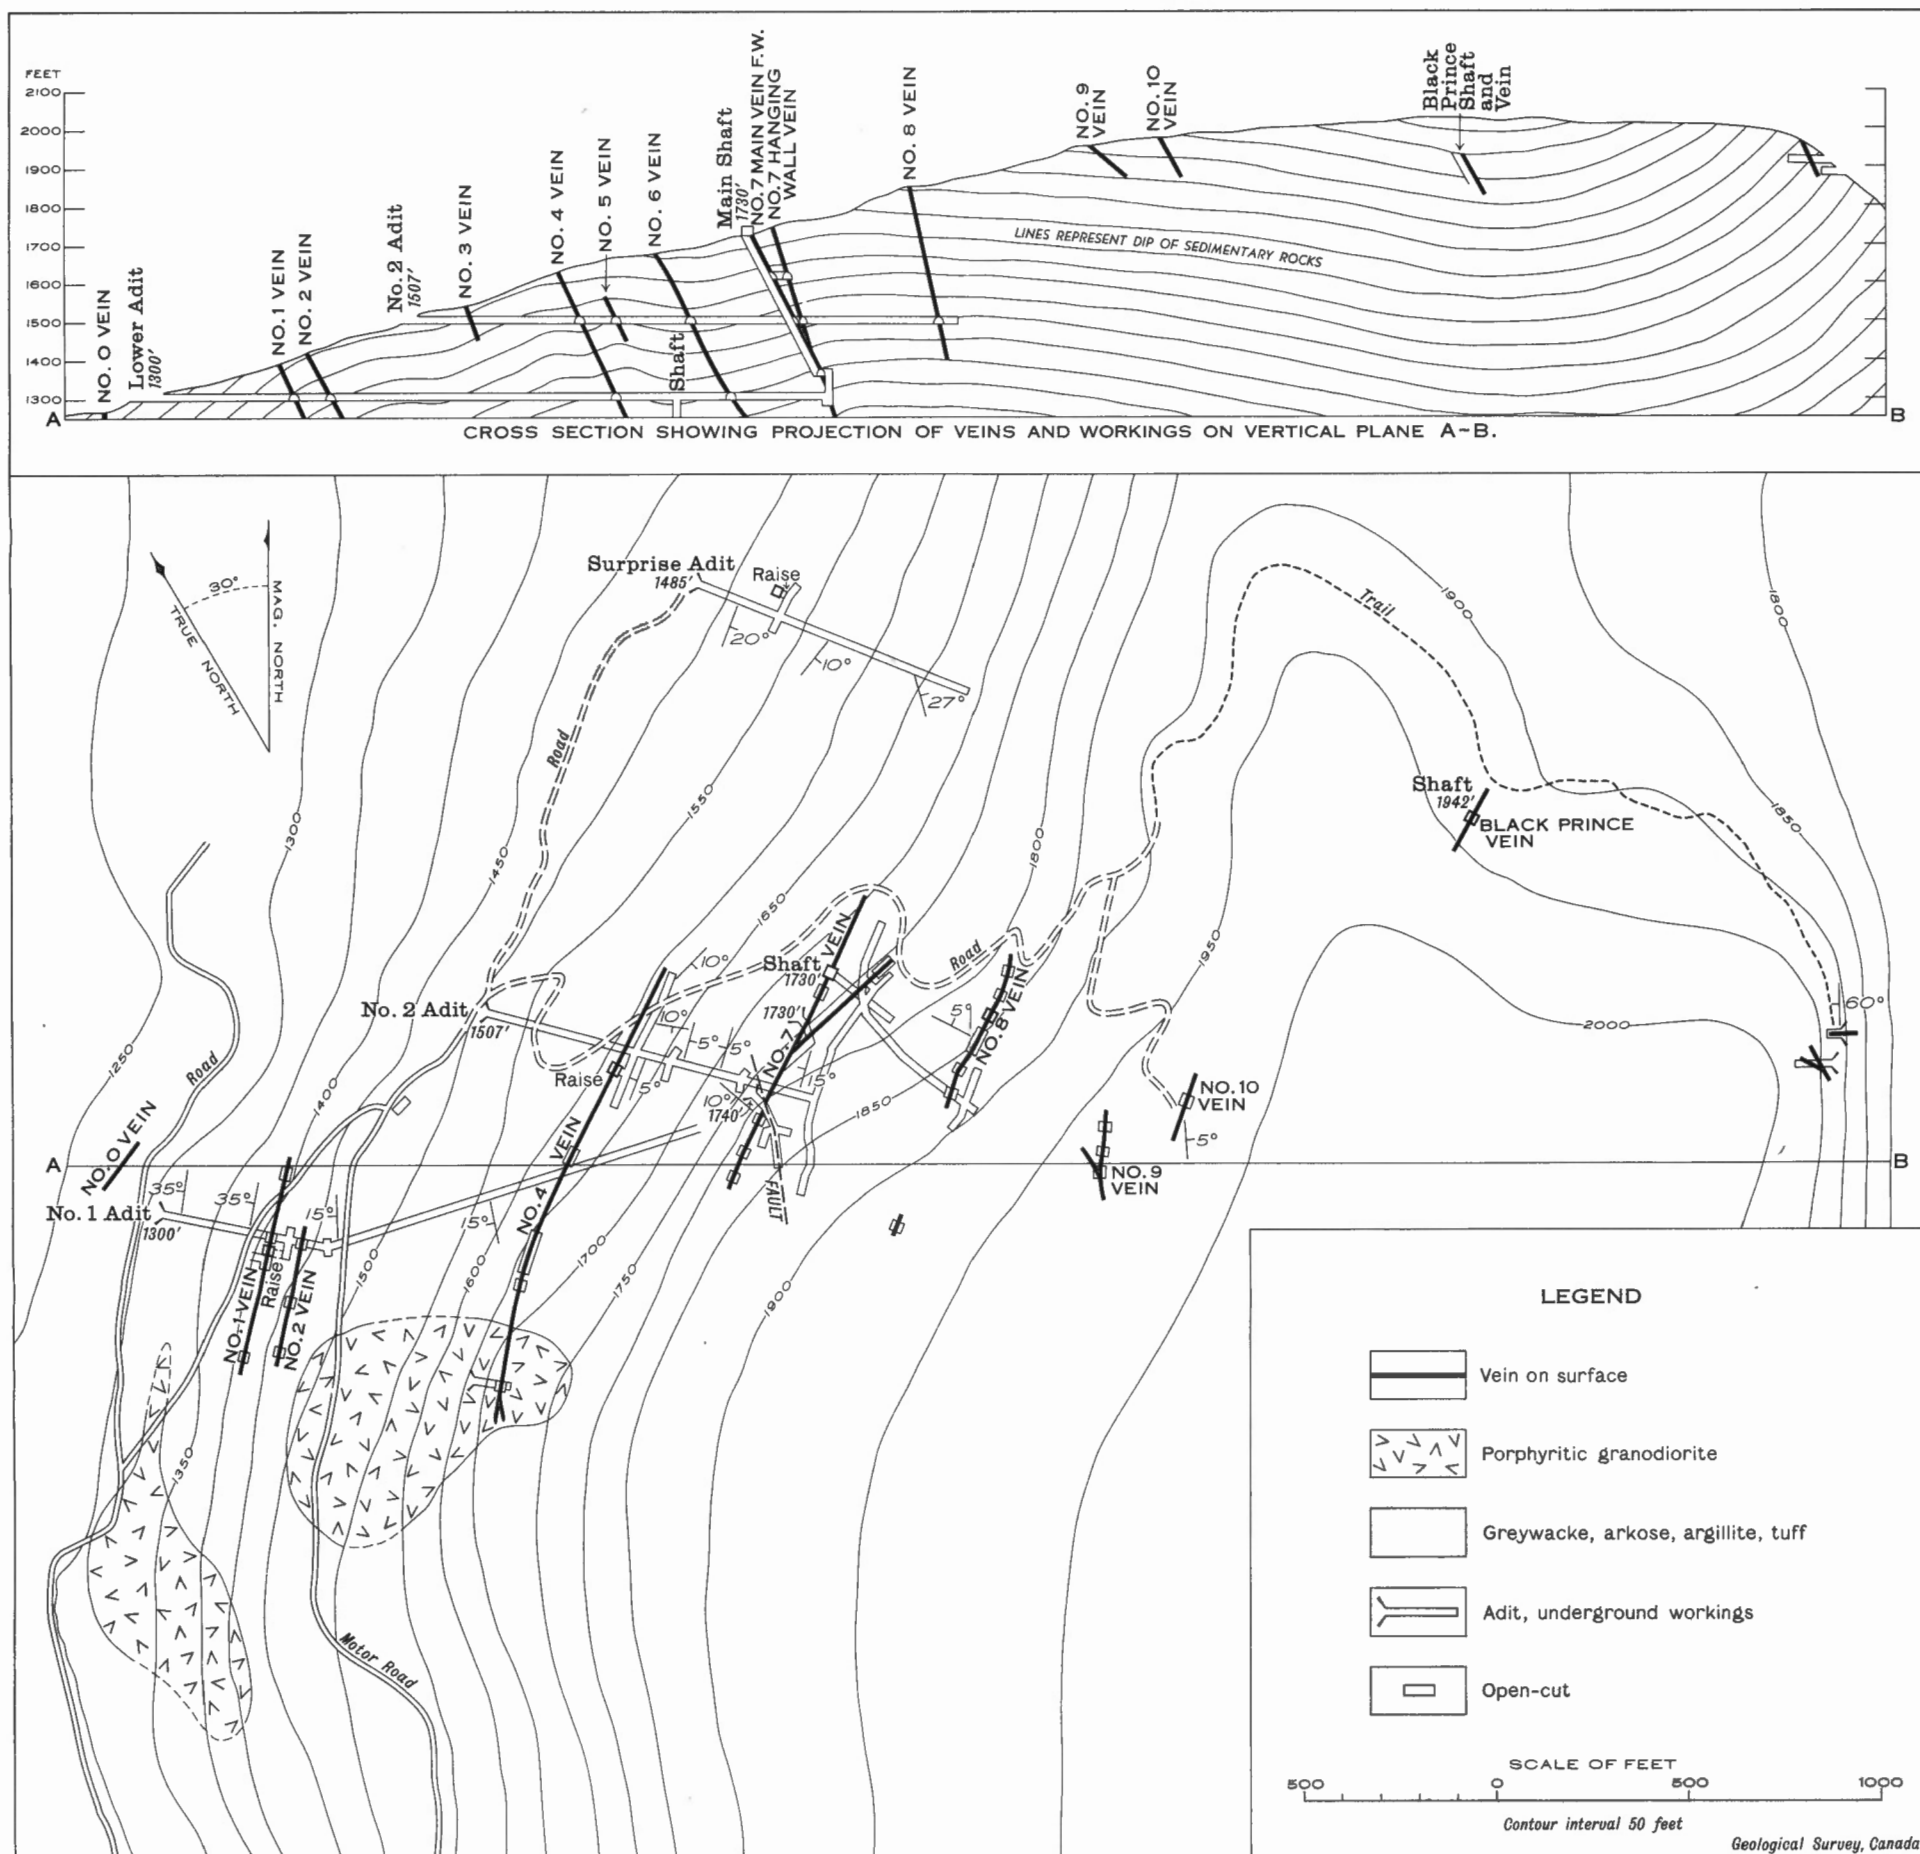 FEET
2100
2000
1900
1800
1700
1600
1500
1400
1300
A
NO. 0 VEIN
Lower Adit
1300'
NO. 1 VEIN
NO. 2 VEIN
No. 2 Adit
1507'
NO. 3 VEIN
NO. 4 VEIN
NO. 5 VEIN
NO. 6 VEIN
Shaft
Main Shaft
1730'
NO. 7 MAIN VEIN F.W.
NO. 7 HANGING
WALL VEIN
NO. 8 VEIN
NO. 9
VEIN
NO. 10
VEIN
Black
Prince
Shaft
and
Vein
LINES REPRESENT DIP OF SEDIMENTARY ROCKS
B
CROSS SECTION SHOWING PROJECTION OF VEINS AND WORKINGS ON VERTICAL PLANE A~B.
30°
TRUE NORTH
MAG. NORTH
Surprise Adit
1485'
Raise
20°
10°
27°
Trail
1900
1800
Road
1550
1300
1450
1650
1800
1850
Shaft
1942'
BLACK PRINCE
VEIN
1950
2000
60°
Road
1250
1400
No. 2 Adit
1507'
10°
10°
5°
5°
5°
Raise
Shaft
1730'
1730'
NO. 7
VEIN
Road
5°
NO. 8 VEIN
15°
10°
1740'
1850
NO. 10
VEIN
5°
NO. 9
VEIN
A
B
NO. 0 VEIN
35°
35°
No. 1 Adit
1300'
15°
15°
NO. 4
VEIN
FAULT
NO. 1 VEIN
Raise
NO. 2 VEIN
1500
1600
1700
1750
1900
1350
Motor Road
LEGEND
Vein on surface
Porphyritic granodiorite
Greywacke, arkose, argillite, tuff
Adit, underground workings
Open-cut
SCALE OF FEET
500 0 500 1000
Contour interval 50 feet
Geological Survey, Canada